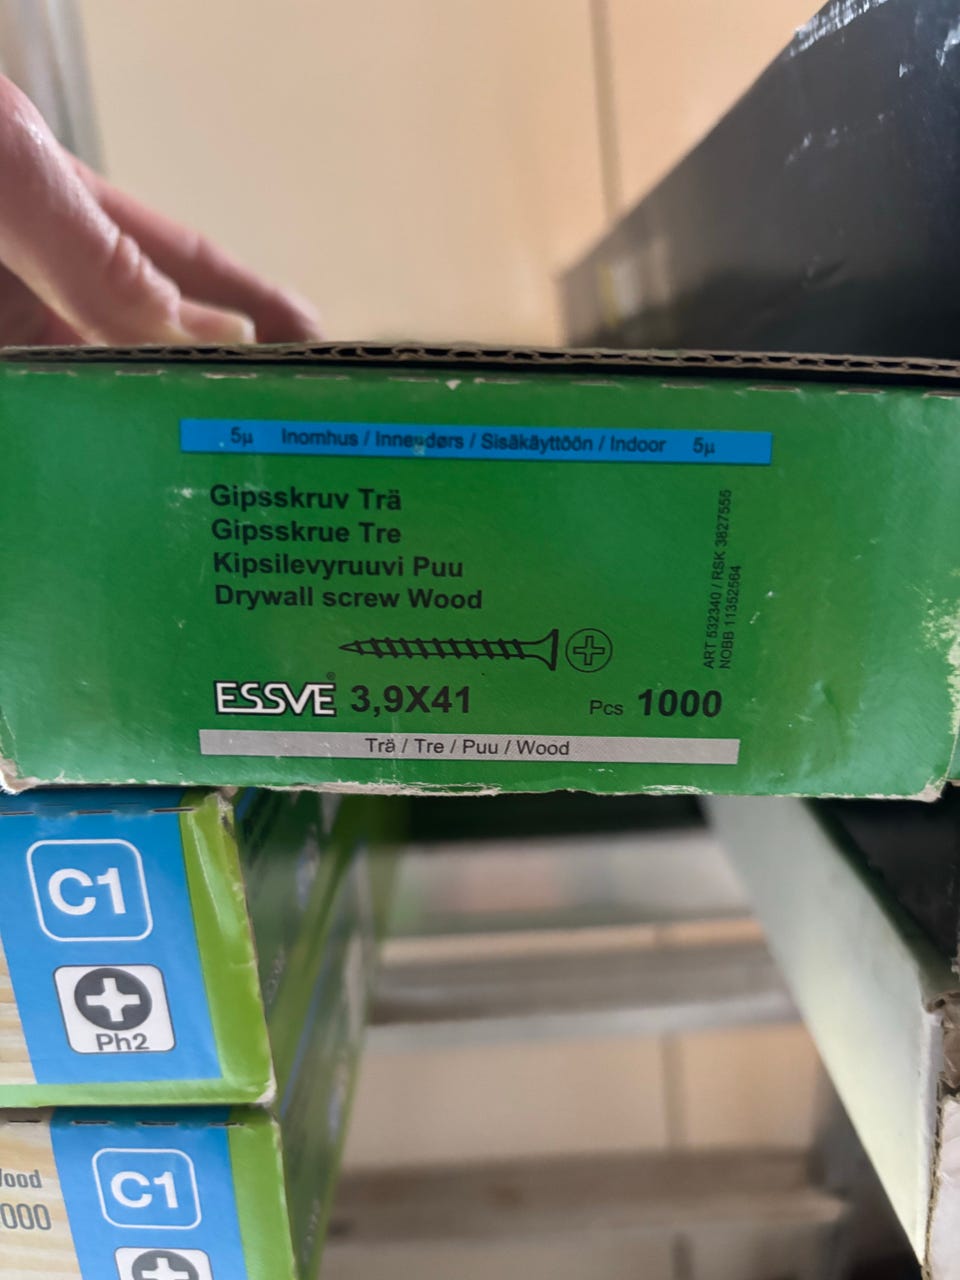 5µ Inomhus / Innendørs / Sisäkäyttöön / Indoor 5µ
Gipsskruv Trä
Gipsskrue Tre
Kipsilevyruuvi Puu
Drywall screw Wood
ART 532340 / RSK 3827555
NOBB 11352564
ESSVE® 3,9X41
Pcs 1000
Trä / Tre / Puu / Wood
C1
Ph2
C1